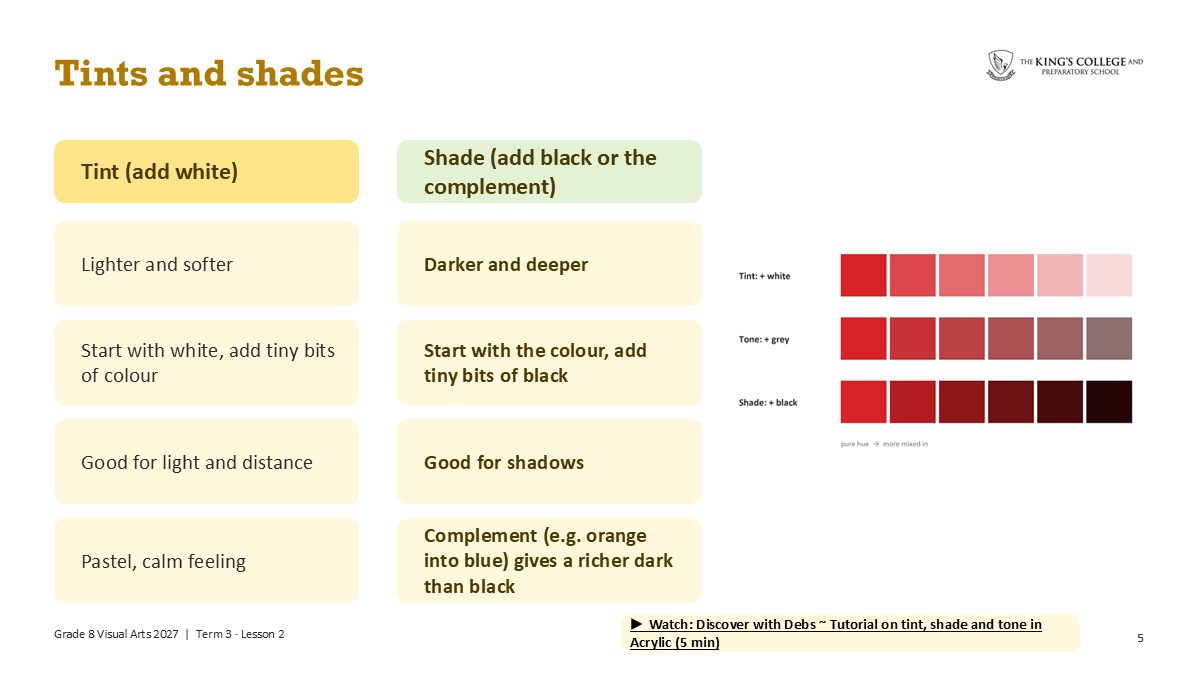 Tints and shades
THE KING'S COLLEGE AND
PREPARATORY SCHOOL
Tint (add white)
Shade (add black or the
complement)
Lighter and softer
Darker and deeper
Start with white, add tiny bits
of colour
Start with the colour, add
tiny bits of black
Good for light and distance
Good for shadows
Pastel, calm feeling
Complement (e.g. orange
into blue) gives a richer dark
than black
Tint: + white
Tone: + grey
Shade: + black
pure hue → more mixed in
Grade 8 Visual Arts 2027 | Term 3 · Lesson 2
▶ Watch: Discover with Debs ~ Tutorial on tint, shade and tone in
Acrylic (5 min)
5